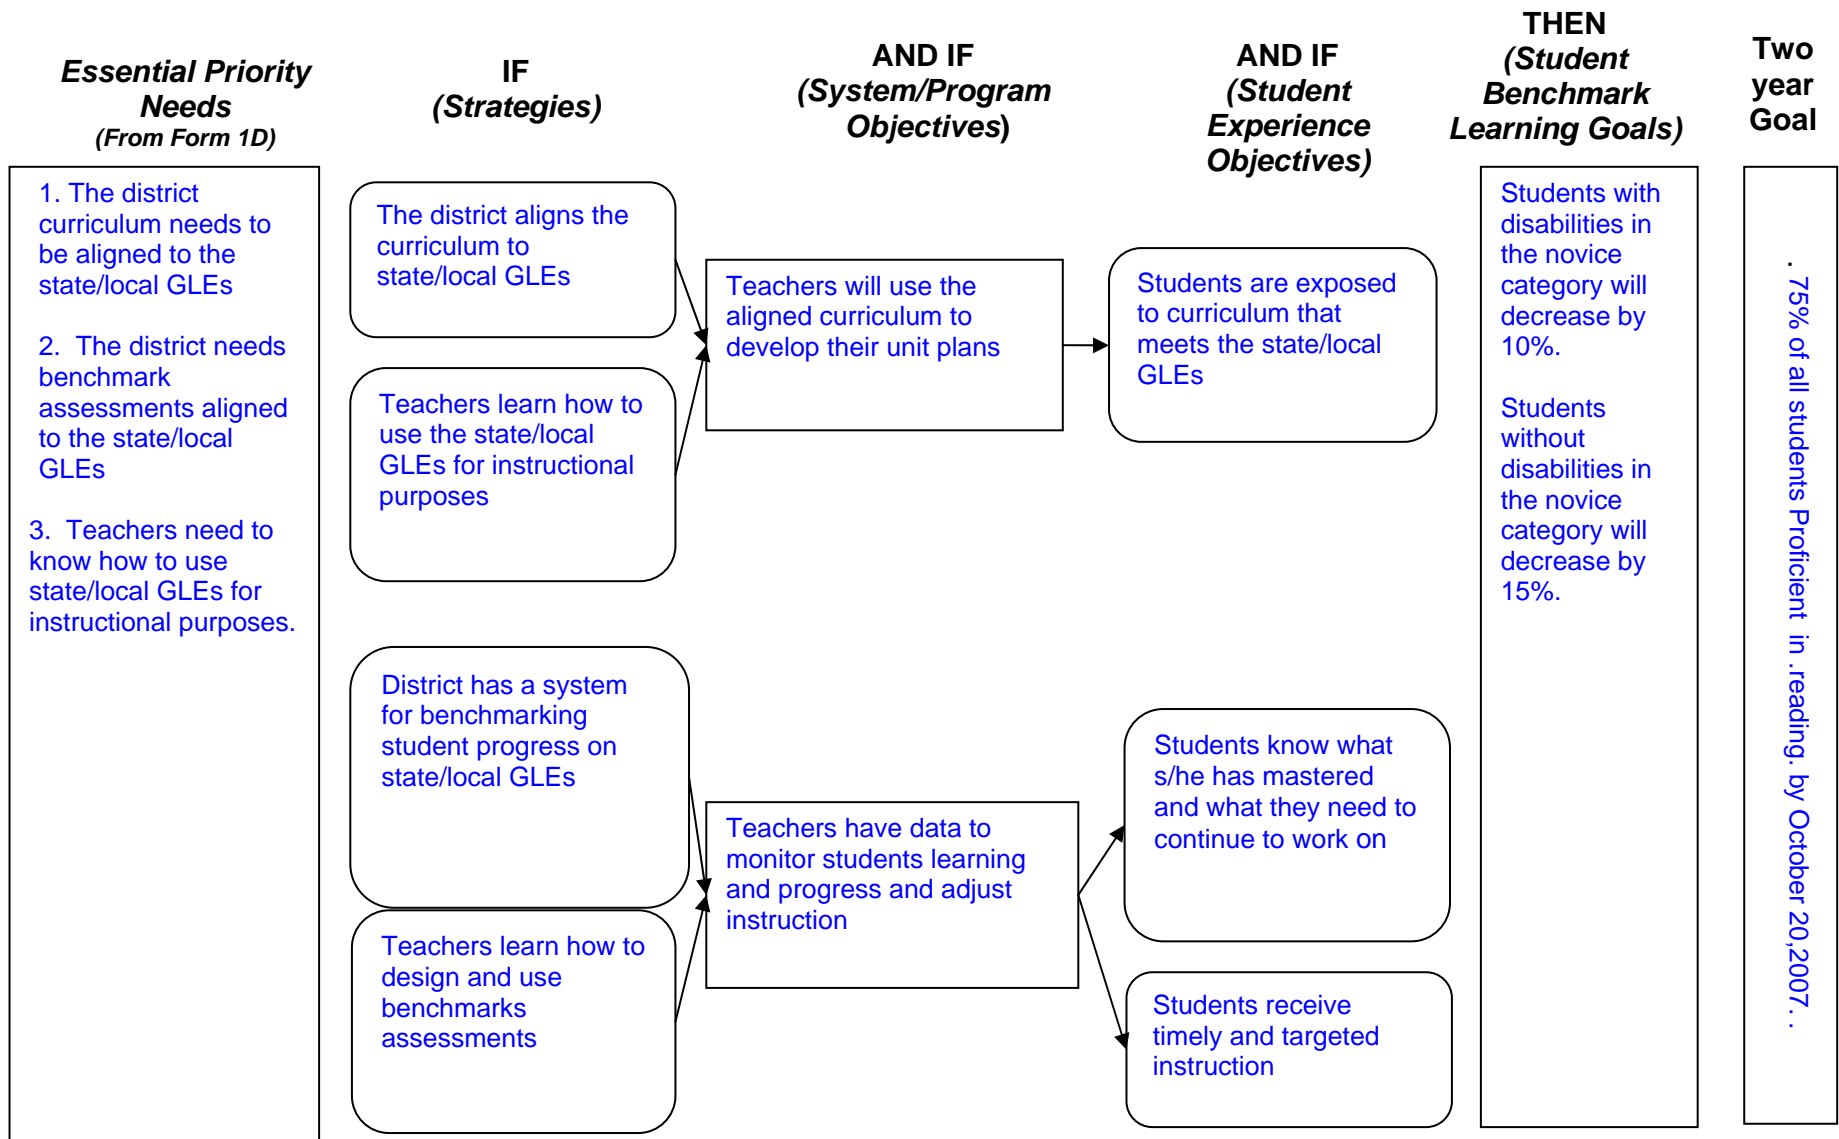 Essential Priority
Needs
(From Form 1D)
IF
(Strategies)
AND IF
(System/Program
Objectives)
AND IF
(Student
Experience
Objectives)
THEN
(Student
Benchmark
Learning Goals)
Two
year
Goal
1. The district
curriculum needs to
be aligned to the
state/local GLEs
2. The district needs
benchmark
assessments aligned
to the state/local
GLEs
3. Teachers need to
know how to use
state/local GLEs for
instructional purposes.
The district aligns the
curriculum to
state/local GLEs
Teachers learn how to
use the state/local
GLEs for instructional
purposes
District has a system
for benchmarking
student progress on
state/local GLEs
Teachers learn how to
design and use
benchmarks
assessments
Teachers will use the
aligned curriculum to
develop their unit plans
Teachers have data to
monitor students learning
and progress and adjust
instruction
Students are exposed
to curriculum that
meets the state/local
GLEs
Students know what
s/he has mastered
and what they need to
continue to work on
Students receive
timely and targeted
instruction
Students with
disabilities in
the novice
category will
decrease by
10%.
Students
without
disabilities in
the novice
category will
decrease by
15%.
. 75% of all students Proficient in .reading. by October 20,2007. .